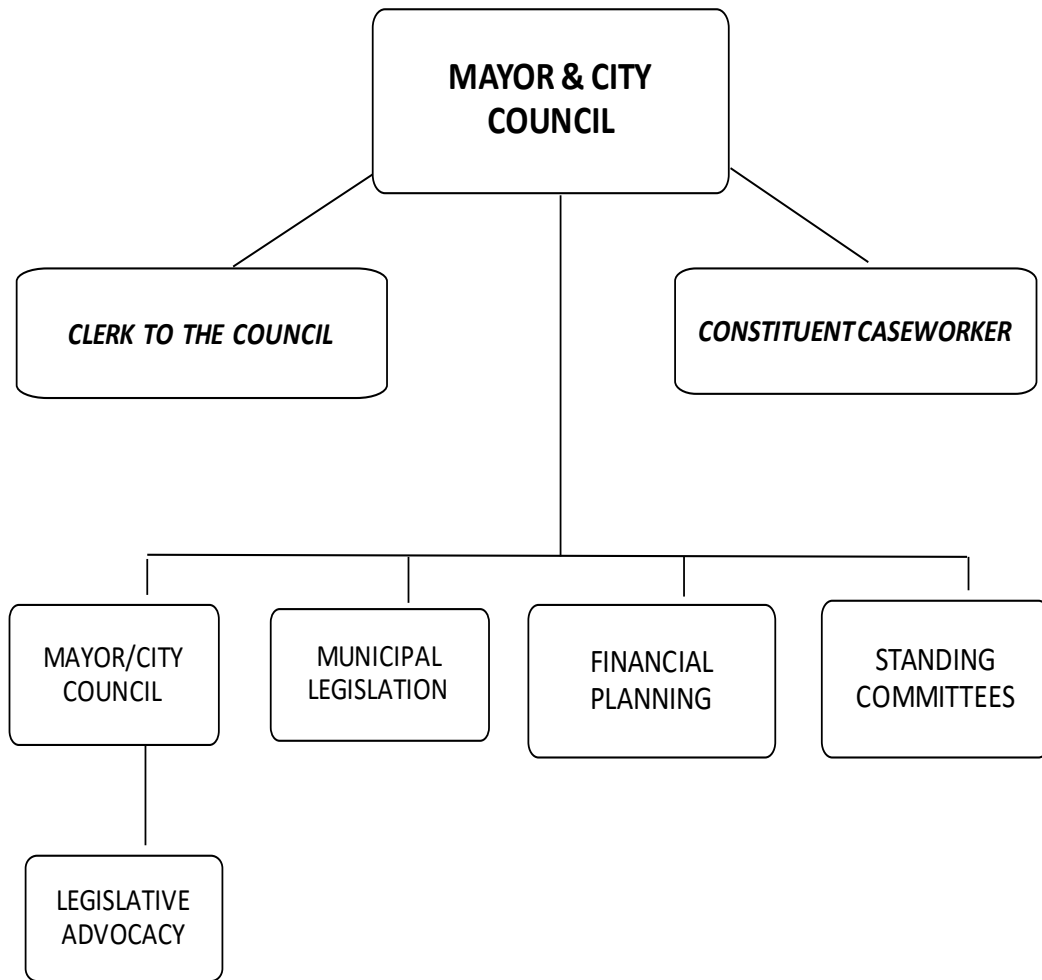 MAYOR & CITY
COUNCIL
CLERK TO THE COUNCIL
CONSTITUENT CASEWORKER
MAYOR/CITY
COUNCIL
MUNICIPAL
LEGISLATION
FINANCIAL
PLANNING
STANDING
COMMITTEES
LEGISLATIVE
ADVOCACY